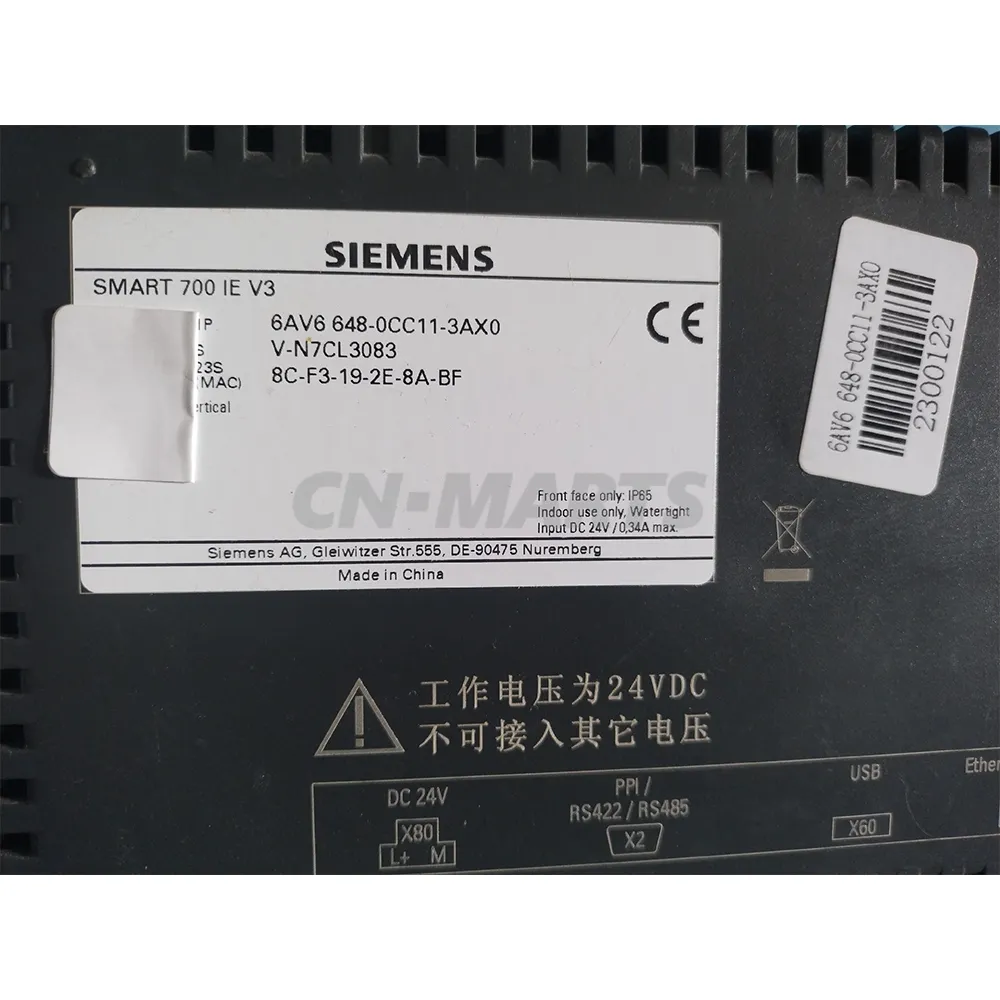 SIEMENS
SMART 700 IE V3
1P 6AV6 648-0CC11-3AX0
S V-N7CL3083
23S
(MAC) 8C-F3-19-2E-8A-BF
CN-MARTS
Front face only: IP65
Indoor use only, Watertight
Input DC 24V / 0,34A max.
Siemens AG, Gleiwitzer Str.555, DE-90475 Nuremberg
Made in China
CE
6AV6 648-0CC11-3AX0
2300122
工作电压为24VDC
不可接入其它电压
DC 24V
X80
L+ M
PPI /
RS422 / RS485
X2
USB
X60